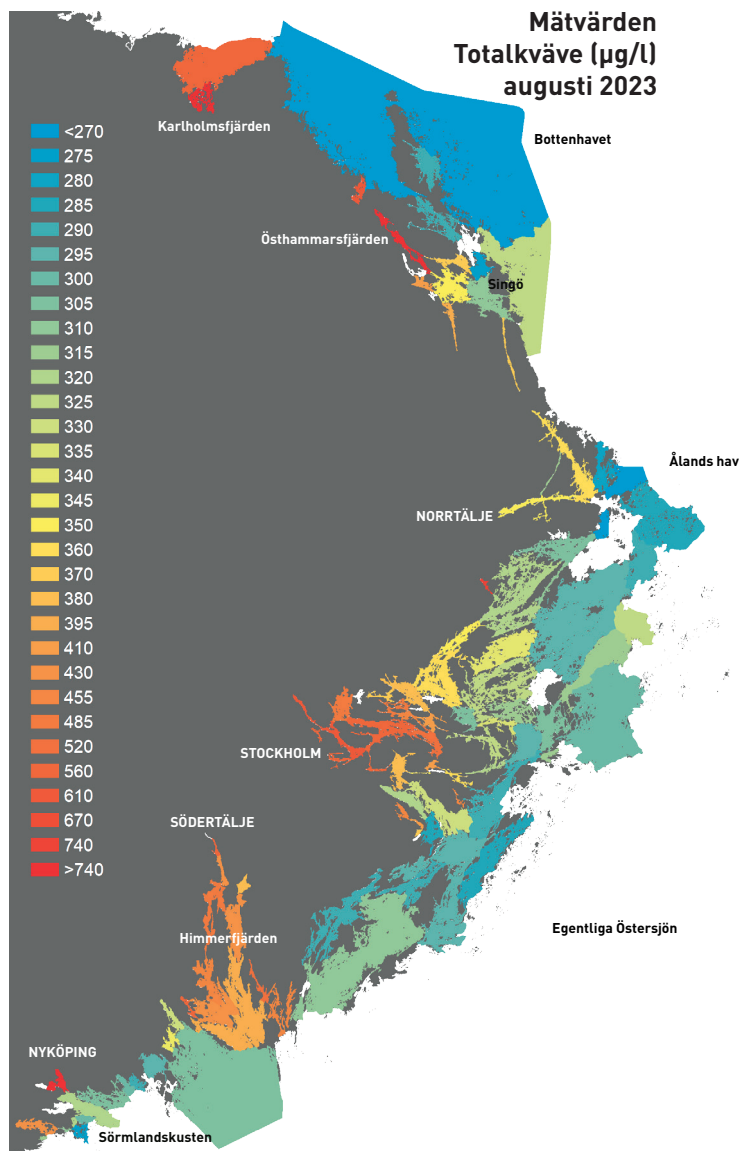 Mätvärden
Totalkväve (µg/l)
augusti 2023
Karlholmsfjärden
Bottenhavet
<270
275
280
285
290
295
300
305
310
315
320
325
330
335
340
345
350
360
370
380
395
410
430
455
485
520
560
610
670
740
>740
Östhammarsfjärden
Singö
Ålands hav
NORRTÄLJE
STOCKHOLM
SÖDERTÄLJE
Himmerfjärden
Egentliga Östersjön
NYKÖPING
Sörmlandskusten